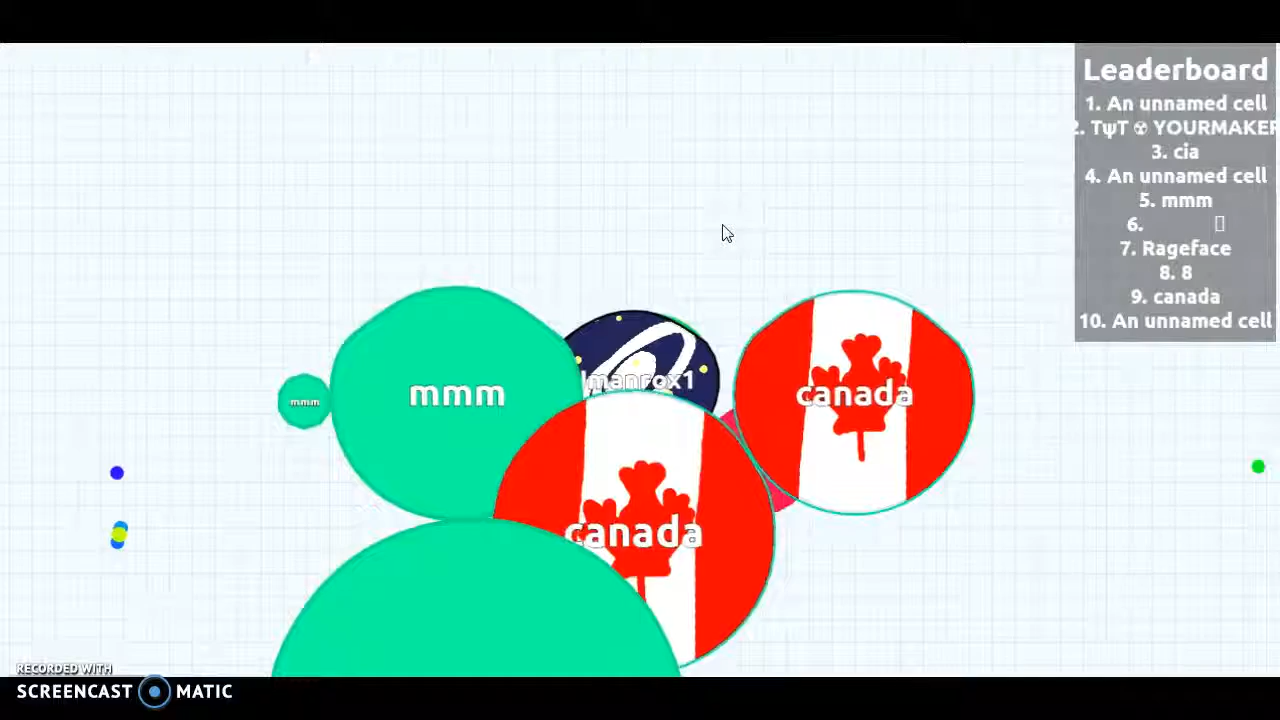 Leaderboard
1. An unnamed cell
2. TψT ☢ YOURMAKER
3. cia
4. An unnamed cell
5. mmm
6.
7. Rageface
8. 8
9. canada
10. An unnamed cell
manrox1
mmm
canada
mmm
canada
RECORDED WITH
SCREENCAST MATIC